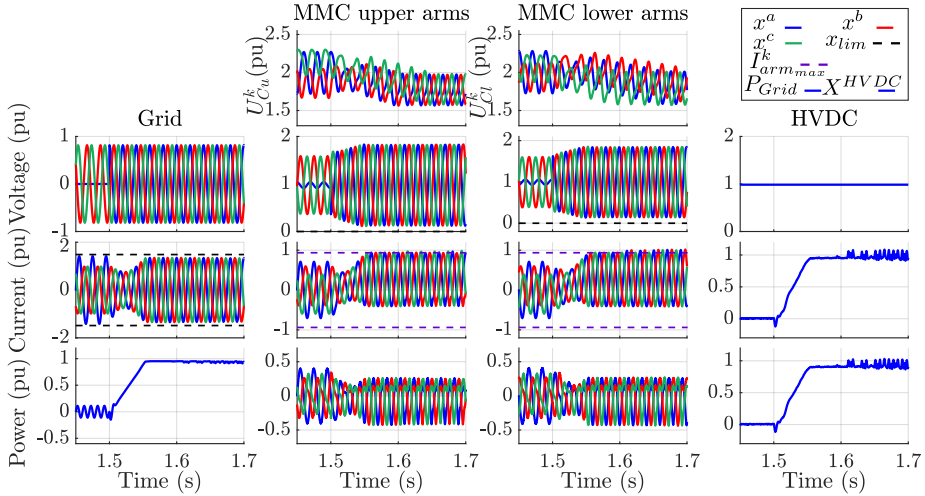 MMC upper arms
MMC lower arms
x^a x^b
x^c x_lim
I^k_arm_max
P_Grid X^HVDC
U^k_Cu (pu)
2.5
2
1.5
U^k_Cl (pu)
2.5
2
1.5
Grid
HVDC
Voltage (pu)
1
0
-1
2
1
0
2
1
0
2
1
0
Current (pu)
2
0
-2
1
0
-1
1
0
-1
1
0
Power (pu)
1
0.5
0
-0.5
0.5
0
-0.5
0.5
0
-0.5
1
0.5
0
1.5 1.6 1.7
1.5 1.6 1.7
1.5 1.6 1.7
1.5 1.6 1.7
Time (s)
Time (s)
Time (s)
Time (s)